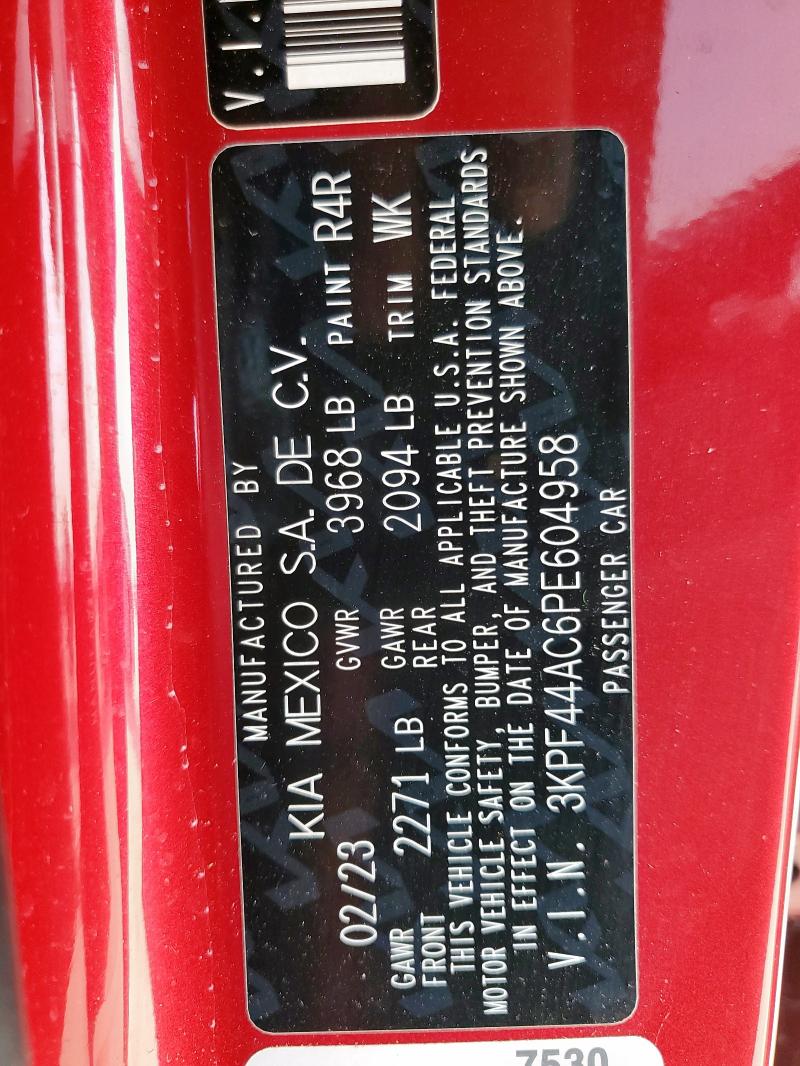 V.I.
MANUFACTURED BY
KIA MEXICO S.A. DE C.V.
02/23 GVWR 3968 LB PAINT R4R
GAWR FRONT 2271 LB GAWR REAR 2094 LB TRIM WK
THIS VEHICLE CONFORMS TO ALL APPLICABLE U.S.A. FEDERAL
MOTOR VEHICLE SAFETY, BUMPER, AND THEFT PREVENTION STANDARDS
IN EFFECT ON THE DATE OF MANUFACTURE SHOWN ABOVE.
V.I.N. 3KPF44AC6PE604958
PASSENGER CAR
7530